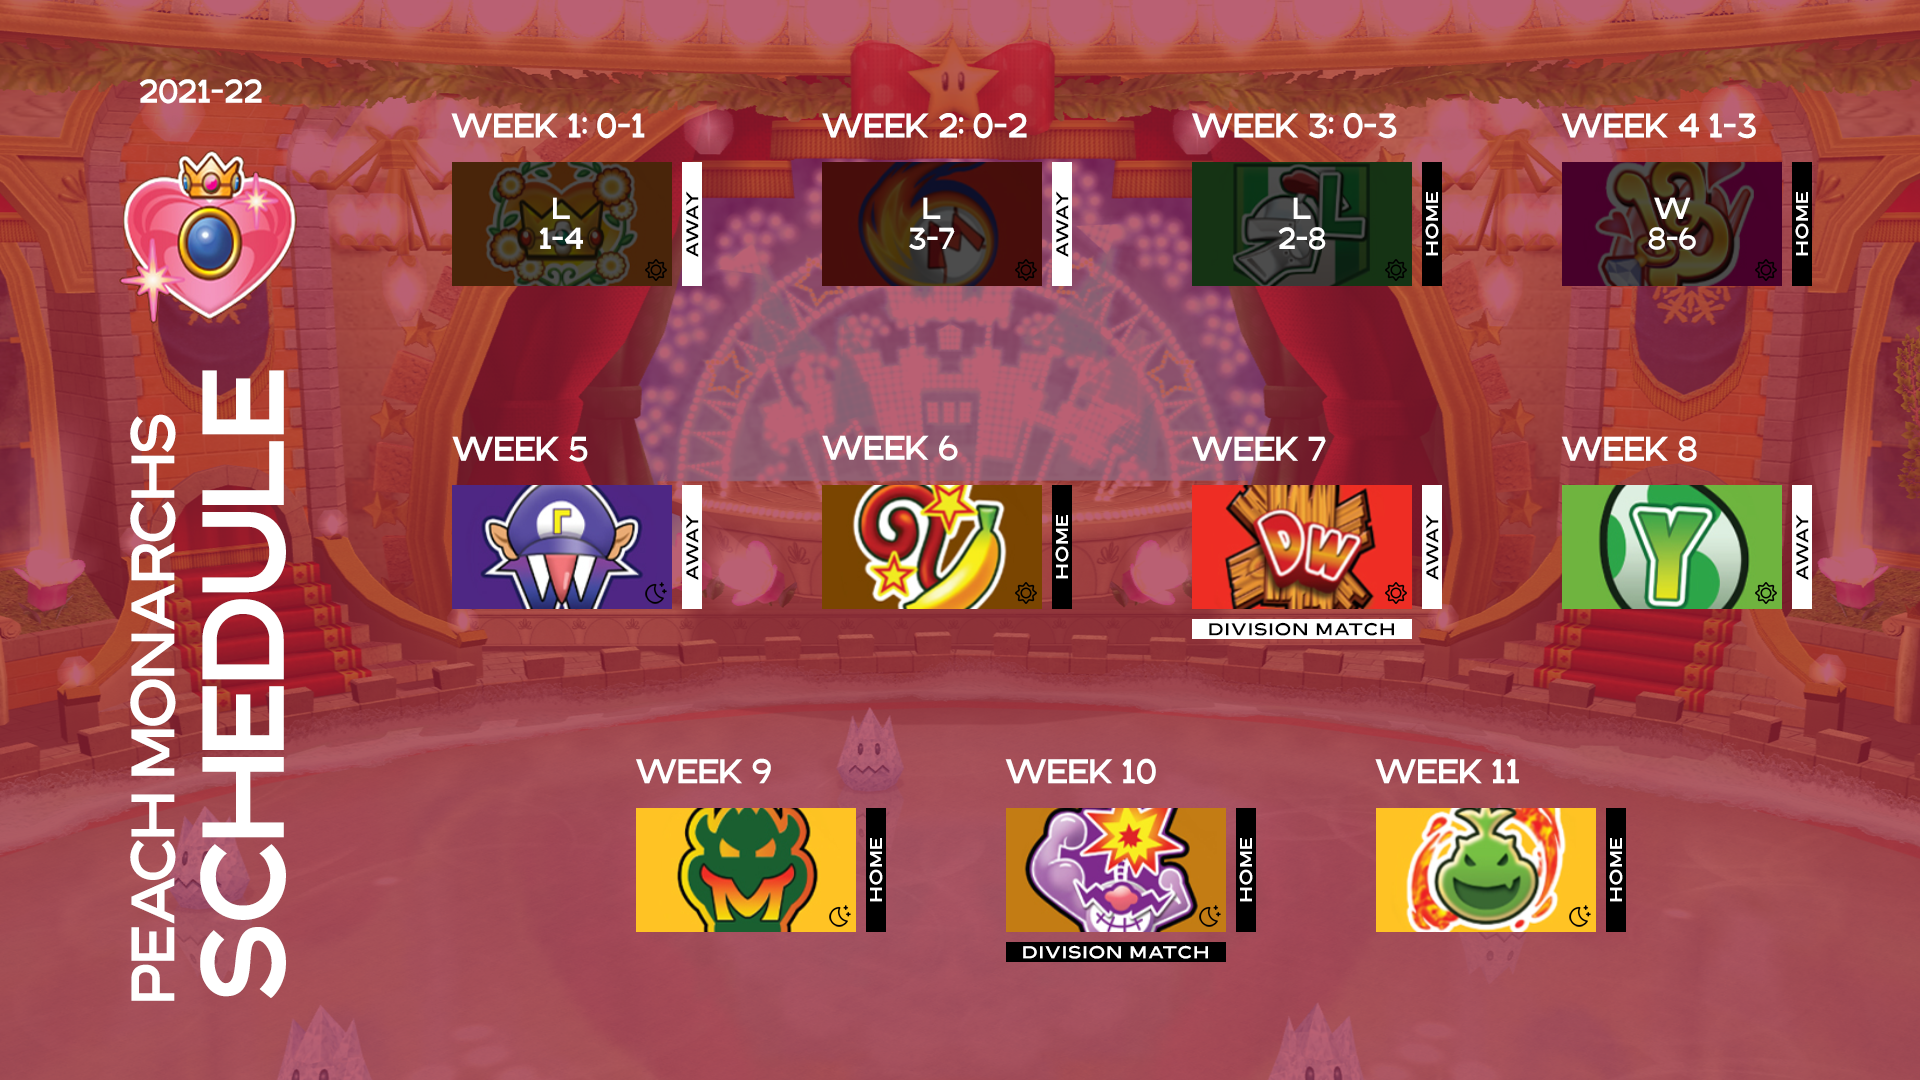 2021-22
PEACH MONARCHS
SCHEDULE
WEEK 1: 0-1
L
1-4
AWAY
WEEK 2: 0-2
L
3-7
AWAY
WEEK 3: 0-3
L
L
2-8
HOME
WEEK 4 1-3
B
W
8-6
HOME
WEEK 5
Γ
W
AWAY
WEEK 6
HOME
WEEK 7
DW
AWAY
DIVISION MATCH
WEEK 8
Y
AWAY
WEEK 9
M
HOME
WEEK 10
HOME
DIVISION MATCH
WEEK 11
HOME